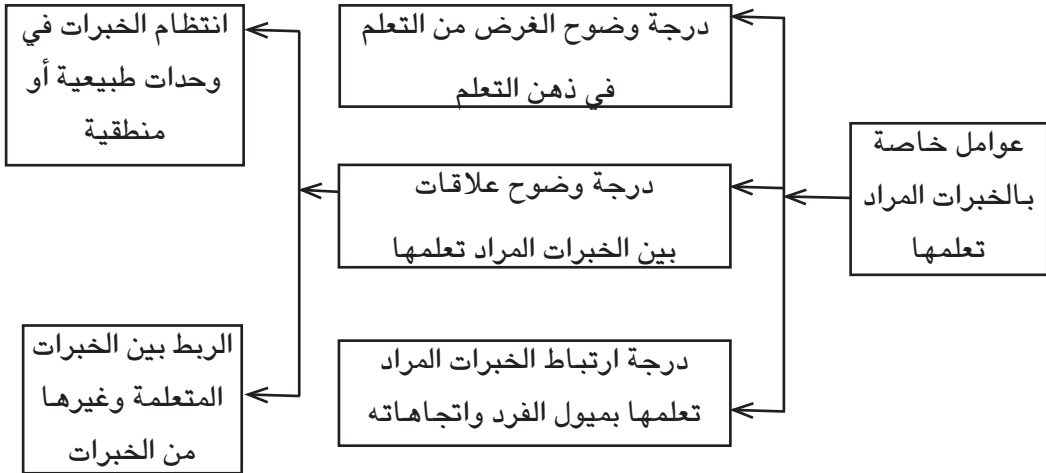 عوامل خاصة
بالخبرات المراد
تعلمها
درجة وضوح الغرض من التعلم
في ذهن التعلم
درجة وضوح علاقات
بين الخبرات المراد تعلمها
درجة ارتباط الخبرات المراد
تعلمها بميول الفرد واتجاهاته
انتظام الخبرات في
وحدات طبيعية أو
منطقية
الربط بين الخبرات
المتعلمة وغيرها
من الخبرات